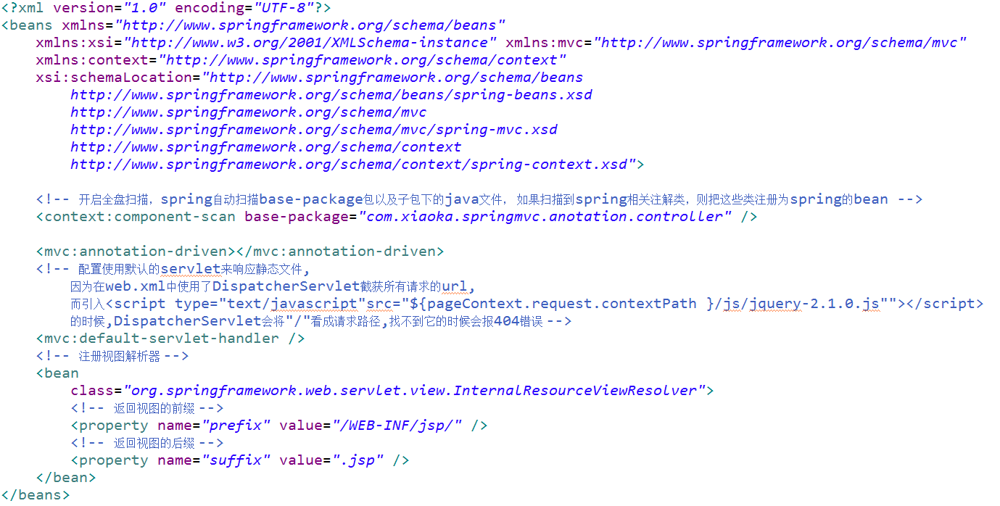 <?xml version="1.0" encoding="UTF-8"?>
<beans xmlns="http://www.springframework.org/schema/beans"
xmlns:xsi="http://www.w3.org/2001/XMLSchema-instance" xmlns:mvc="http://www.springframework.org/schema/mvc"
xmlns:context="http://www.springframework.org/schema/context"
xsi:schemaLocation="http://www.springframework.org/schema/beans
http://www.springframework.org/schema/beans/spring-beans.xsd
http://www.springframework.org/schema/mvc
http://www.springframework.org/schema/mvc/spring-mvc.xsd
http://www.springframework.org/schema/context
http://www.springframework.org/schema/context/spring-context.xsd">
<!-- 开启全盘扫描，spring自动扫描base-package包以及子包下的java文件，如果扫描到spring相关注解类，则把这些类注册为spring的bean -->
<context:component-scan base-package="com.xiaoka.springmvc.anotation.controller" />
<mvc:annotation-driven></mvc:annotation-driven>
<!-- 配置使用默认的servlet来响应静态文件,
因为在web.xml中使用了DispatcherServlet截获所有请求的url,
而引入<script type="text/javascript"src="${pageContext.request.contextPath }/js/jquery-2.1.0.js""></script>
的时候,DispatcherServlet会将"/"看成请求路径,找不到它的时候会报404错误 -->
<mvc:default-servlet-handler />
<!-- 注册视图解析器 -->
<bean
class="org.springframework.web.servlet.view.InternalResourceViewResolver">
<!-- 返回视图的前缀 -->
<property name="prefix" value="/WEB-INF/jsp/" />
<!-- 返回视图的后缀 -->
<property name="suffix" value=".jsp" />
</bean>
</beans>